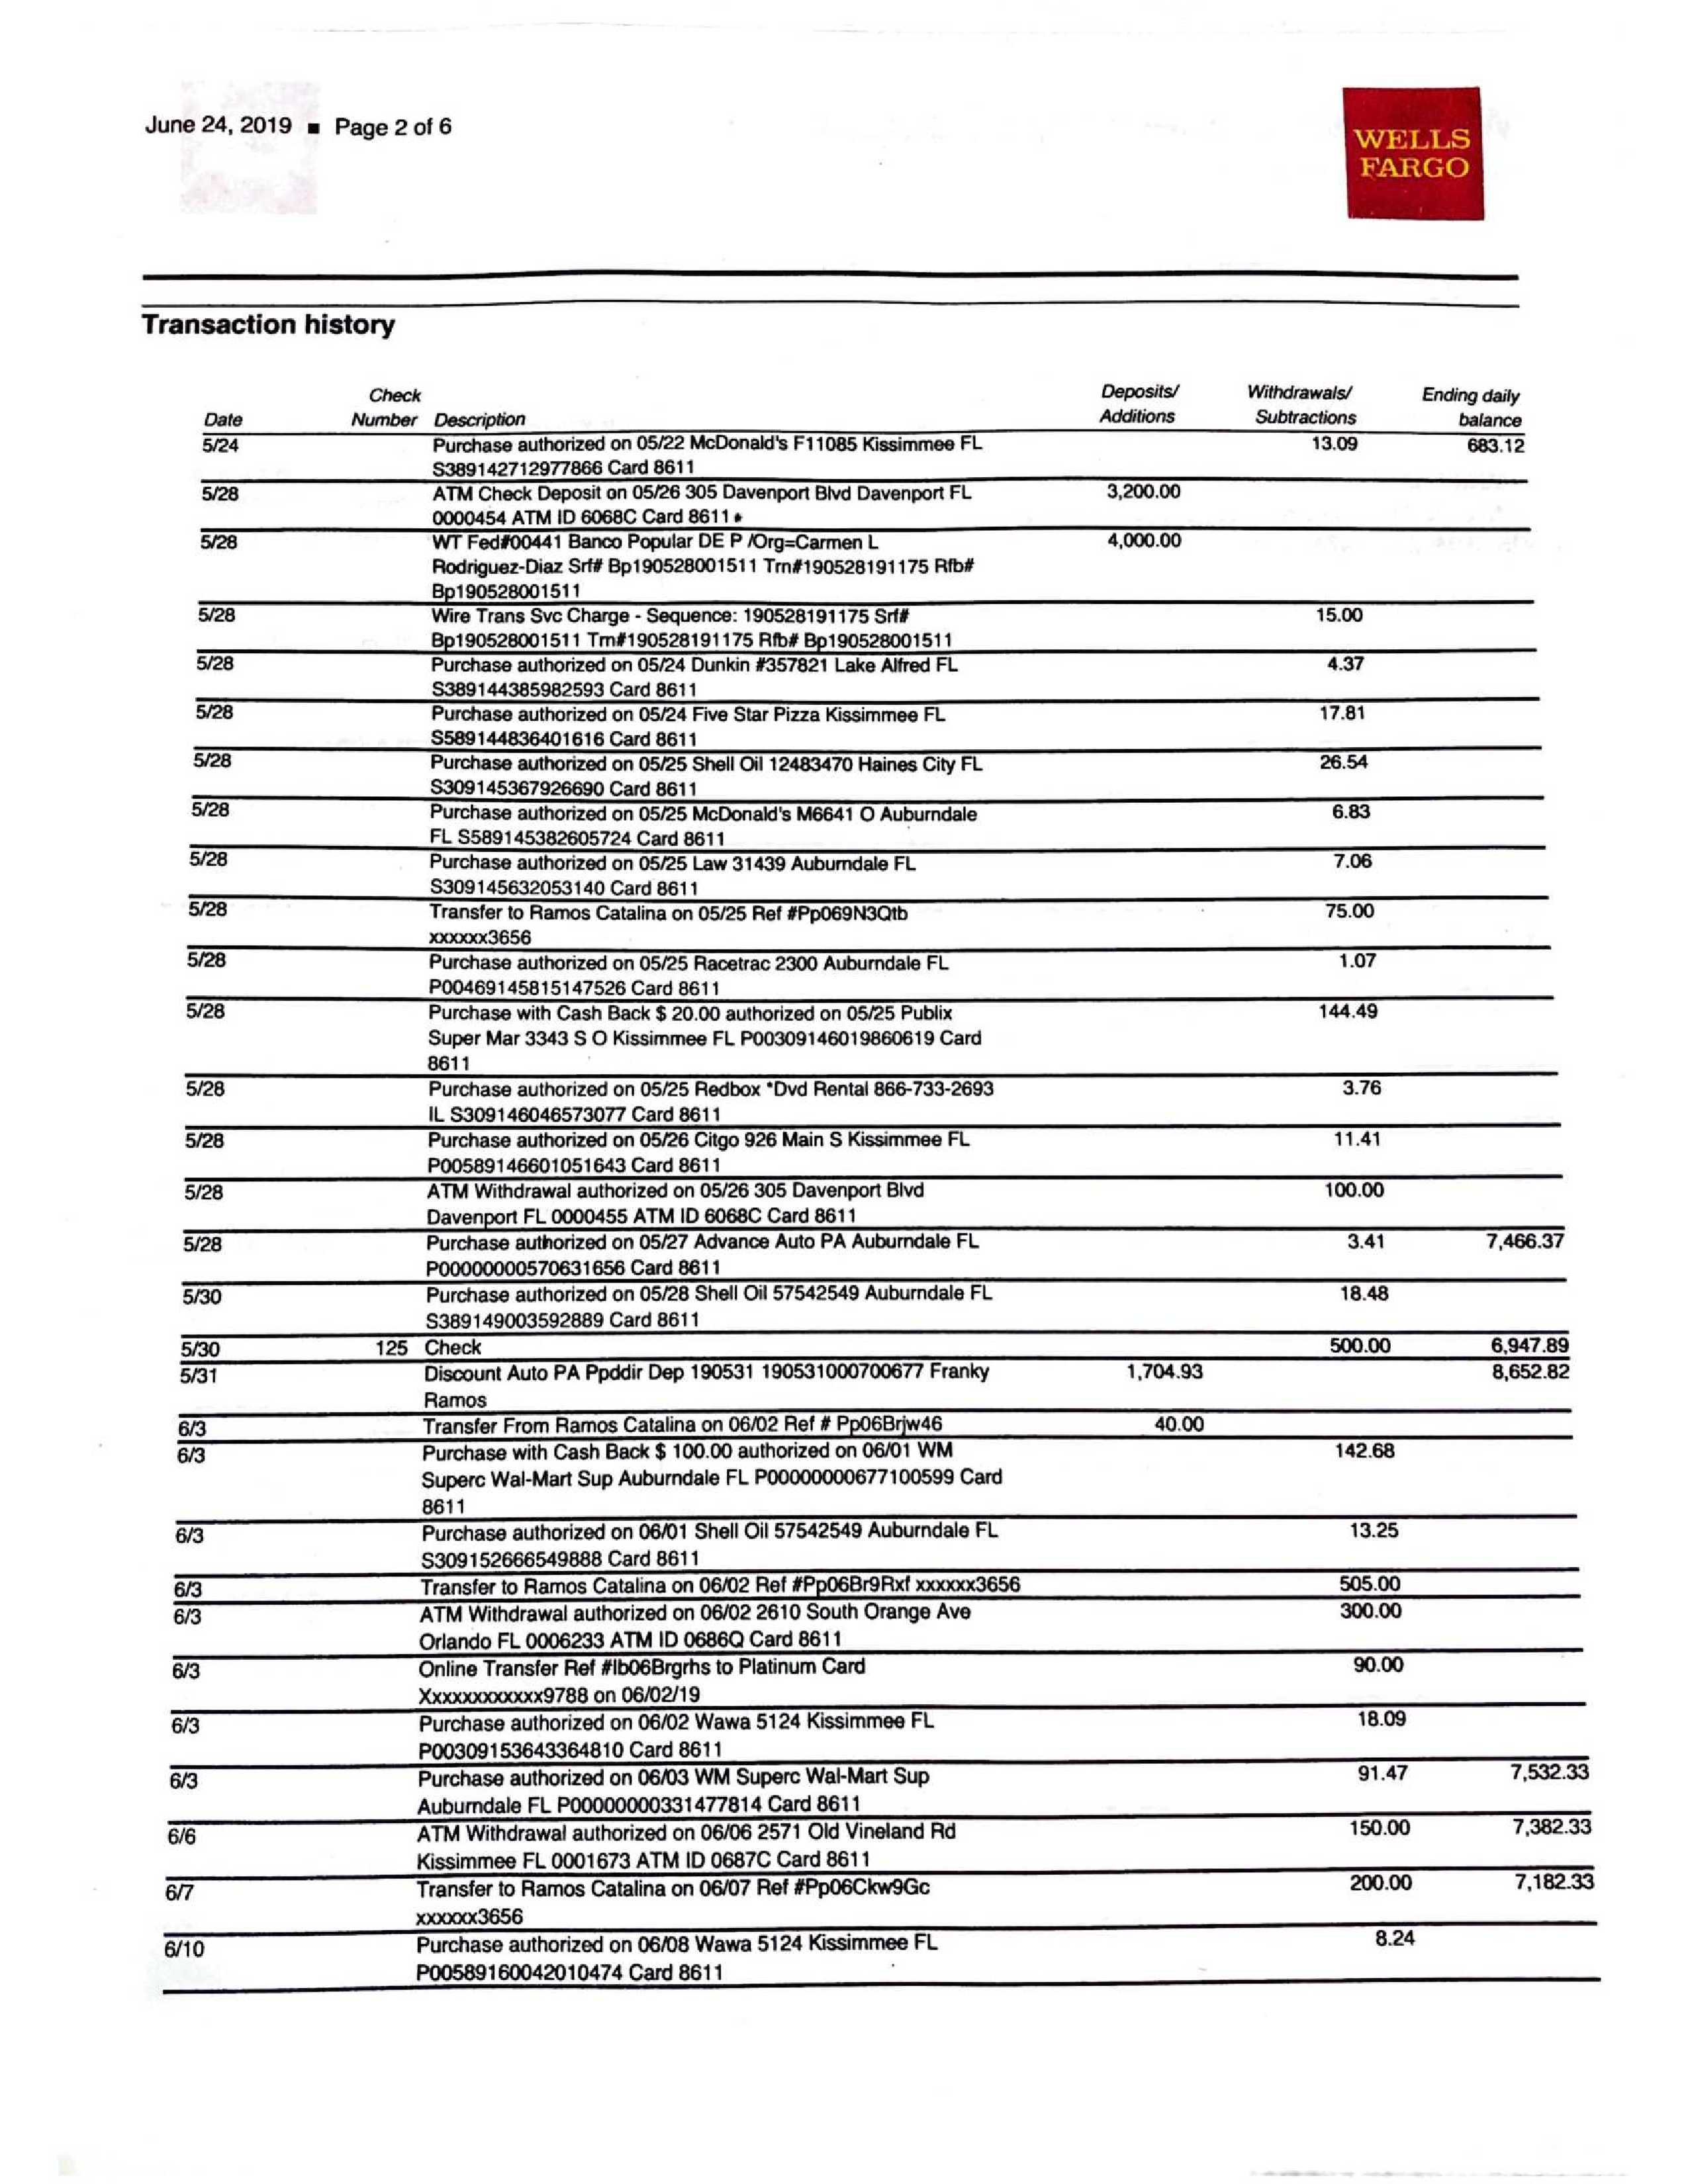 June 24, 2019 ■ Page 2 of 6
WELLS
FARGO
Transaction history
Check Deposits/ Withdrawals/ Ending daily
Date Number Description Additions Subtractions balance
5/24 Purchase authorized on 05/22 McDonald's F11085 Kissimmee FL 13.09 683.12
S389142712977866 Card 8611
5/28 ATM Check Deposit on 05/26 305 Davenport Blvd Davenport FL 3,200.00
0000454 ATM ID 6068C Card 8611
5/28 WT Fed#00441 Banco Popular DE P /Org=Carmen L 4,000.00
Rodriguez-Diaz Srf# Bp190528001511 Trn#190528191175 Rfb#
Bp190528001511
5/28 Wire Trans Svc Charge - Sequence: 190528191175 Srf# 15.00
Bp190528001511 Trn#190528191175 Rfb# Bp190528001511
5/28 Purchase authorized on 05/24 Dunkin #357821 Lake Alfred FL 4.37
S389144385982593 Card 8611
5/28 Purchase authorized on 05/24 Five Star Pizza Kissimmee FL 17.81
S589144836401616 Card 8611
5/28 Purchase authorized on 05/25 Shell Oil 12483470 Haines City FL 26.54
S309145367926690 Card 8611
5/28 Purchase authorized on 05/25 McDonald's M6641 O Auburndale 6.83
FL S589145382605724 Card 8611
5/28 Purchase authorized on 05/25 Law 31439 Auburndale FL 7.06
S309145632053140 Card 8611
5/28 Transfer to Ramos Catalina on 05/25 Ref #Pp069N3Qtb 75.00
xxxxxx3656
5/28 Purchase authorized on 05/25 Racetrac 2300 Auburndale FL 1.07
P00469145815147526 Card 8611
5/28 Purchase with Cash Back $ 20.00 authorized on 05/25 Publix 144.49
Super Mar 3343 S O Kissimmee FL P00309146019860619 Card
8611
5/28 Purchase authorized on 05/25 Redbox *Dvd Rental 866-733-2693 3.76
IL S309146046573077 Card 8611
5/28 Purchase authorized on 05/26 Citgo 926 Main S Kissimmee FL 11.41
P00589146601051643 Card 8611
5/28 ATM Withdrawal authorized on 05/26 305 Davenport Blvd 100.00
Davenport FL 0000455 ATM ID 6068C Card 8611
5/28 Purchase authorized on 05/27 Advance Auto PA Auburndale FL 3.41 7,466.37
P00000000570631656 Card 8611
5/30 Purchase authorized on 05/28 Shell Oil 57542549 Auburndale FL 18.48
S389149003592889 Card 8611
5/30 125 Check 500.00 6,947.89
5/31 Discount Auto PA Ppddir Dep 190531 190531000700677 Franky 1,704.93 8,652.82
Ramos
6/3 Transfer From Ramos Catalina on 06/02 Ref # Pp06Brjw46 40.00
6/3 Purchase with Cash Back $ 100.00 authorized on 06/01 WM 142.68
Superc Wal-Mart Sup Auburndale FL P00000000677100599 Card
8611
6/3 Purchase authorized on 06/01 Shell Oil 57542549 Auburndale FL 13.25
S309152666549888 Card 8611
6/3 Transfer to Ramos Catalina on 06/02 Ref #Pp06Br9Rxf xxxxxx3656 505.00
6/3 ATM Withdrawal authorized on 06/02 2610 South Orange Ave 300.00
Orlando FL 0006233 ATM ID 0686Q Card 8611
6/3 Online Transfer Ref #Ib06Brgrhs to Platinum Card 90.00
Xxxxxxxxxxxx9788 on 06/02/19
6/3 Purchase authorized on 06/02 Wawa 5124 Kissimmee FL 18.09
P00309153643364810 Card 8611
6/3 Purchase authorized on 06/03 WM Superc Wal-Mart Sup 91.47 7,532.33
Auburndale FL P00000000331477814 Card 8611
6/6 ATM Withdrawal authorized on 06/06 2571 Old Vineland Rd 150.00 7,382.33
Kissimmee FL 0001673 ATM ID 0687C Card 8611
6/7 Transfer to Ramos Catalina on 06/07 Ref #Pp06Ckw9Gc 200.00 7,182.33
xxxxxx3656
6/10 Purchase authorized on 06/08 Wawa 5124 Kissimmee FL 8.24
P00589160042010474 Card 8611